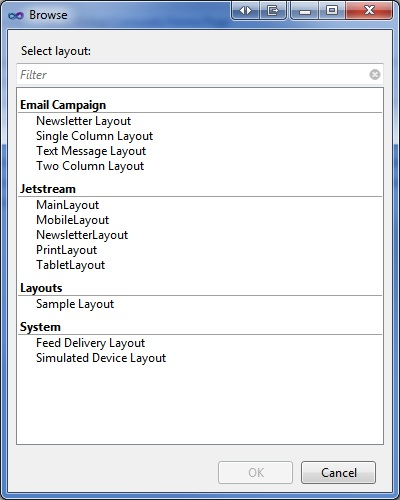 Browse
Select layout:
Filter
Email Campaign
Newsletter Layout
Single Column Layout
Text Message Layout
Two Column Layout
Jetstream
MainLayout
MobileLayout
NewsletterLayout
PrintLayout
TabletLayout
Layouts
Sample Layout
System
Feed Delivery Layout
Simulated Device Layout
OK
Cancel